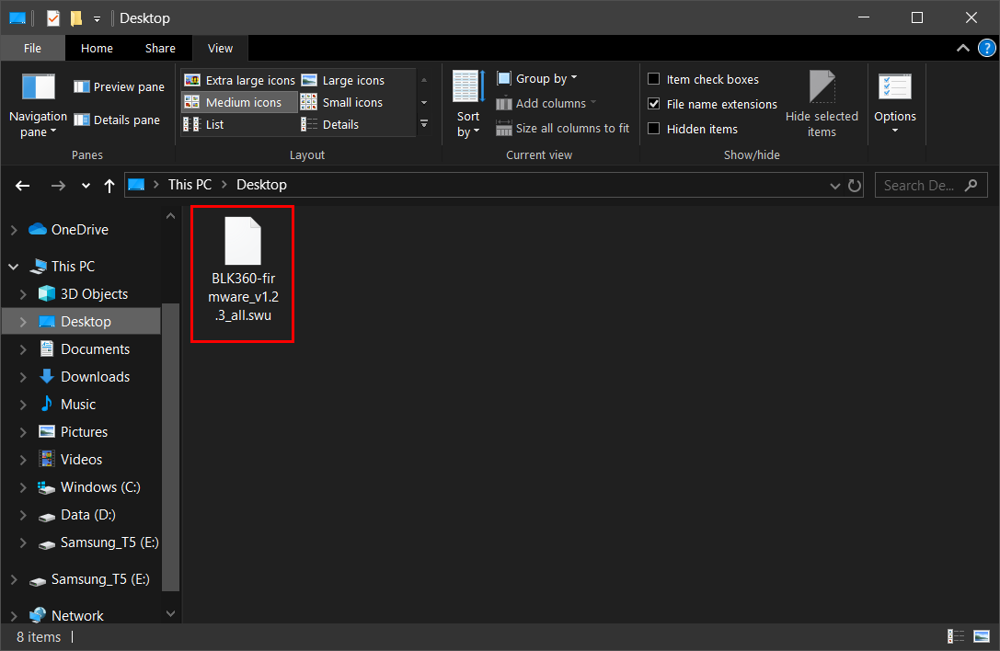 Desktop
File Home Share View
Navigation pane
Preview pane
Details pane
Panes
Extra large icons Large icons
Medium icons Small icons
List Details
Layout
Sort by
Group by
Add columns
Size all columns to fit
Current view
Item check boxes
File name extensions
Hidden items
Hide selected items
Show/hide
Options
This PC Desktop
Search De...
OneDrive
This PC
3D Objects
Desktop
Documents
Downloads
Music
Pictures
Videos
Windows (C:)
Data (D:)
Samsung_T5 (E:)
Samsung_T5 (E:)
Network
BLK360-fir
mware_v1.2
.3_all.swu
8 items